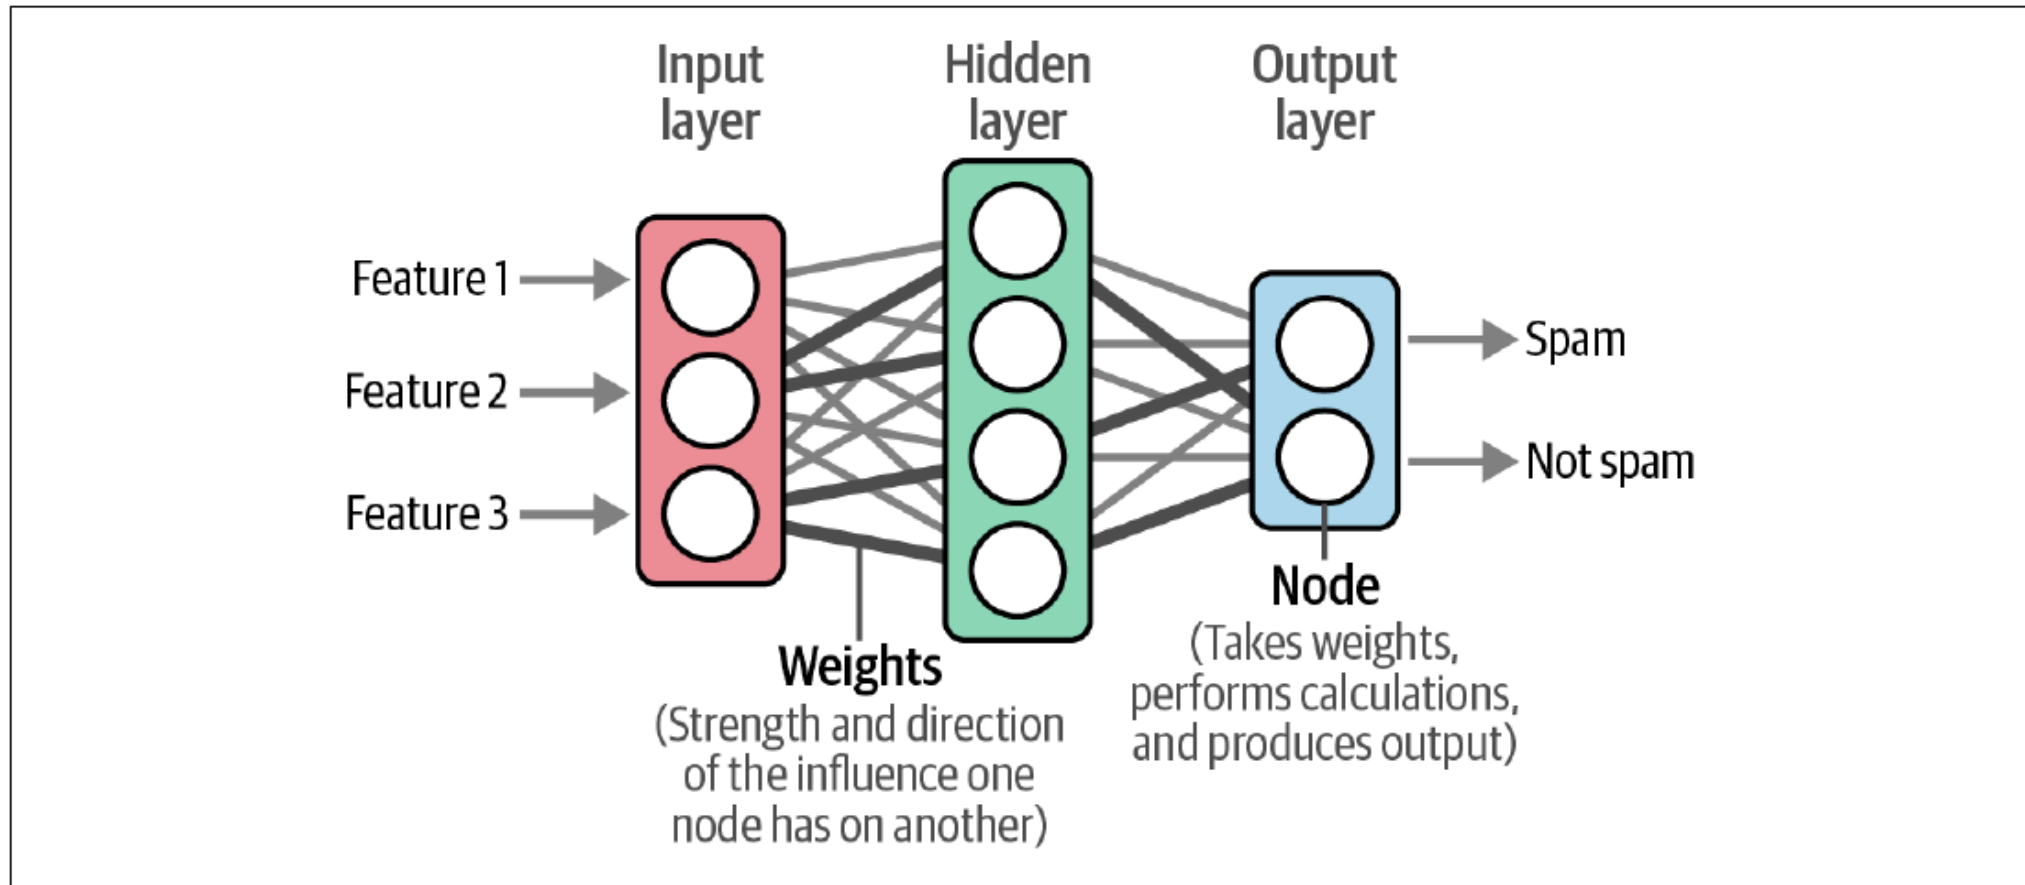 Input
layer
Hidden
layer
Output
layer
Feature 1
Feature 2
Feature 3
Spam
Not spam
Weights
(Strength and direction
of the influence one
node has on another)
Node
(Takes weights,
performs calculations,
and produces output)